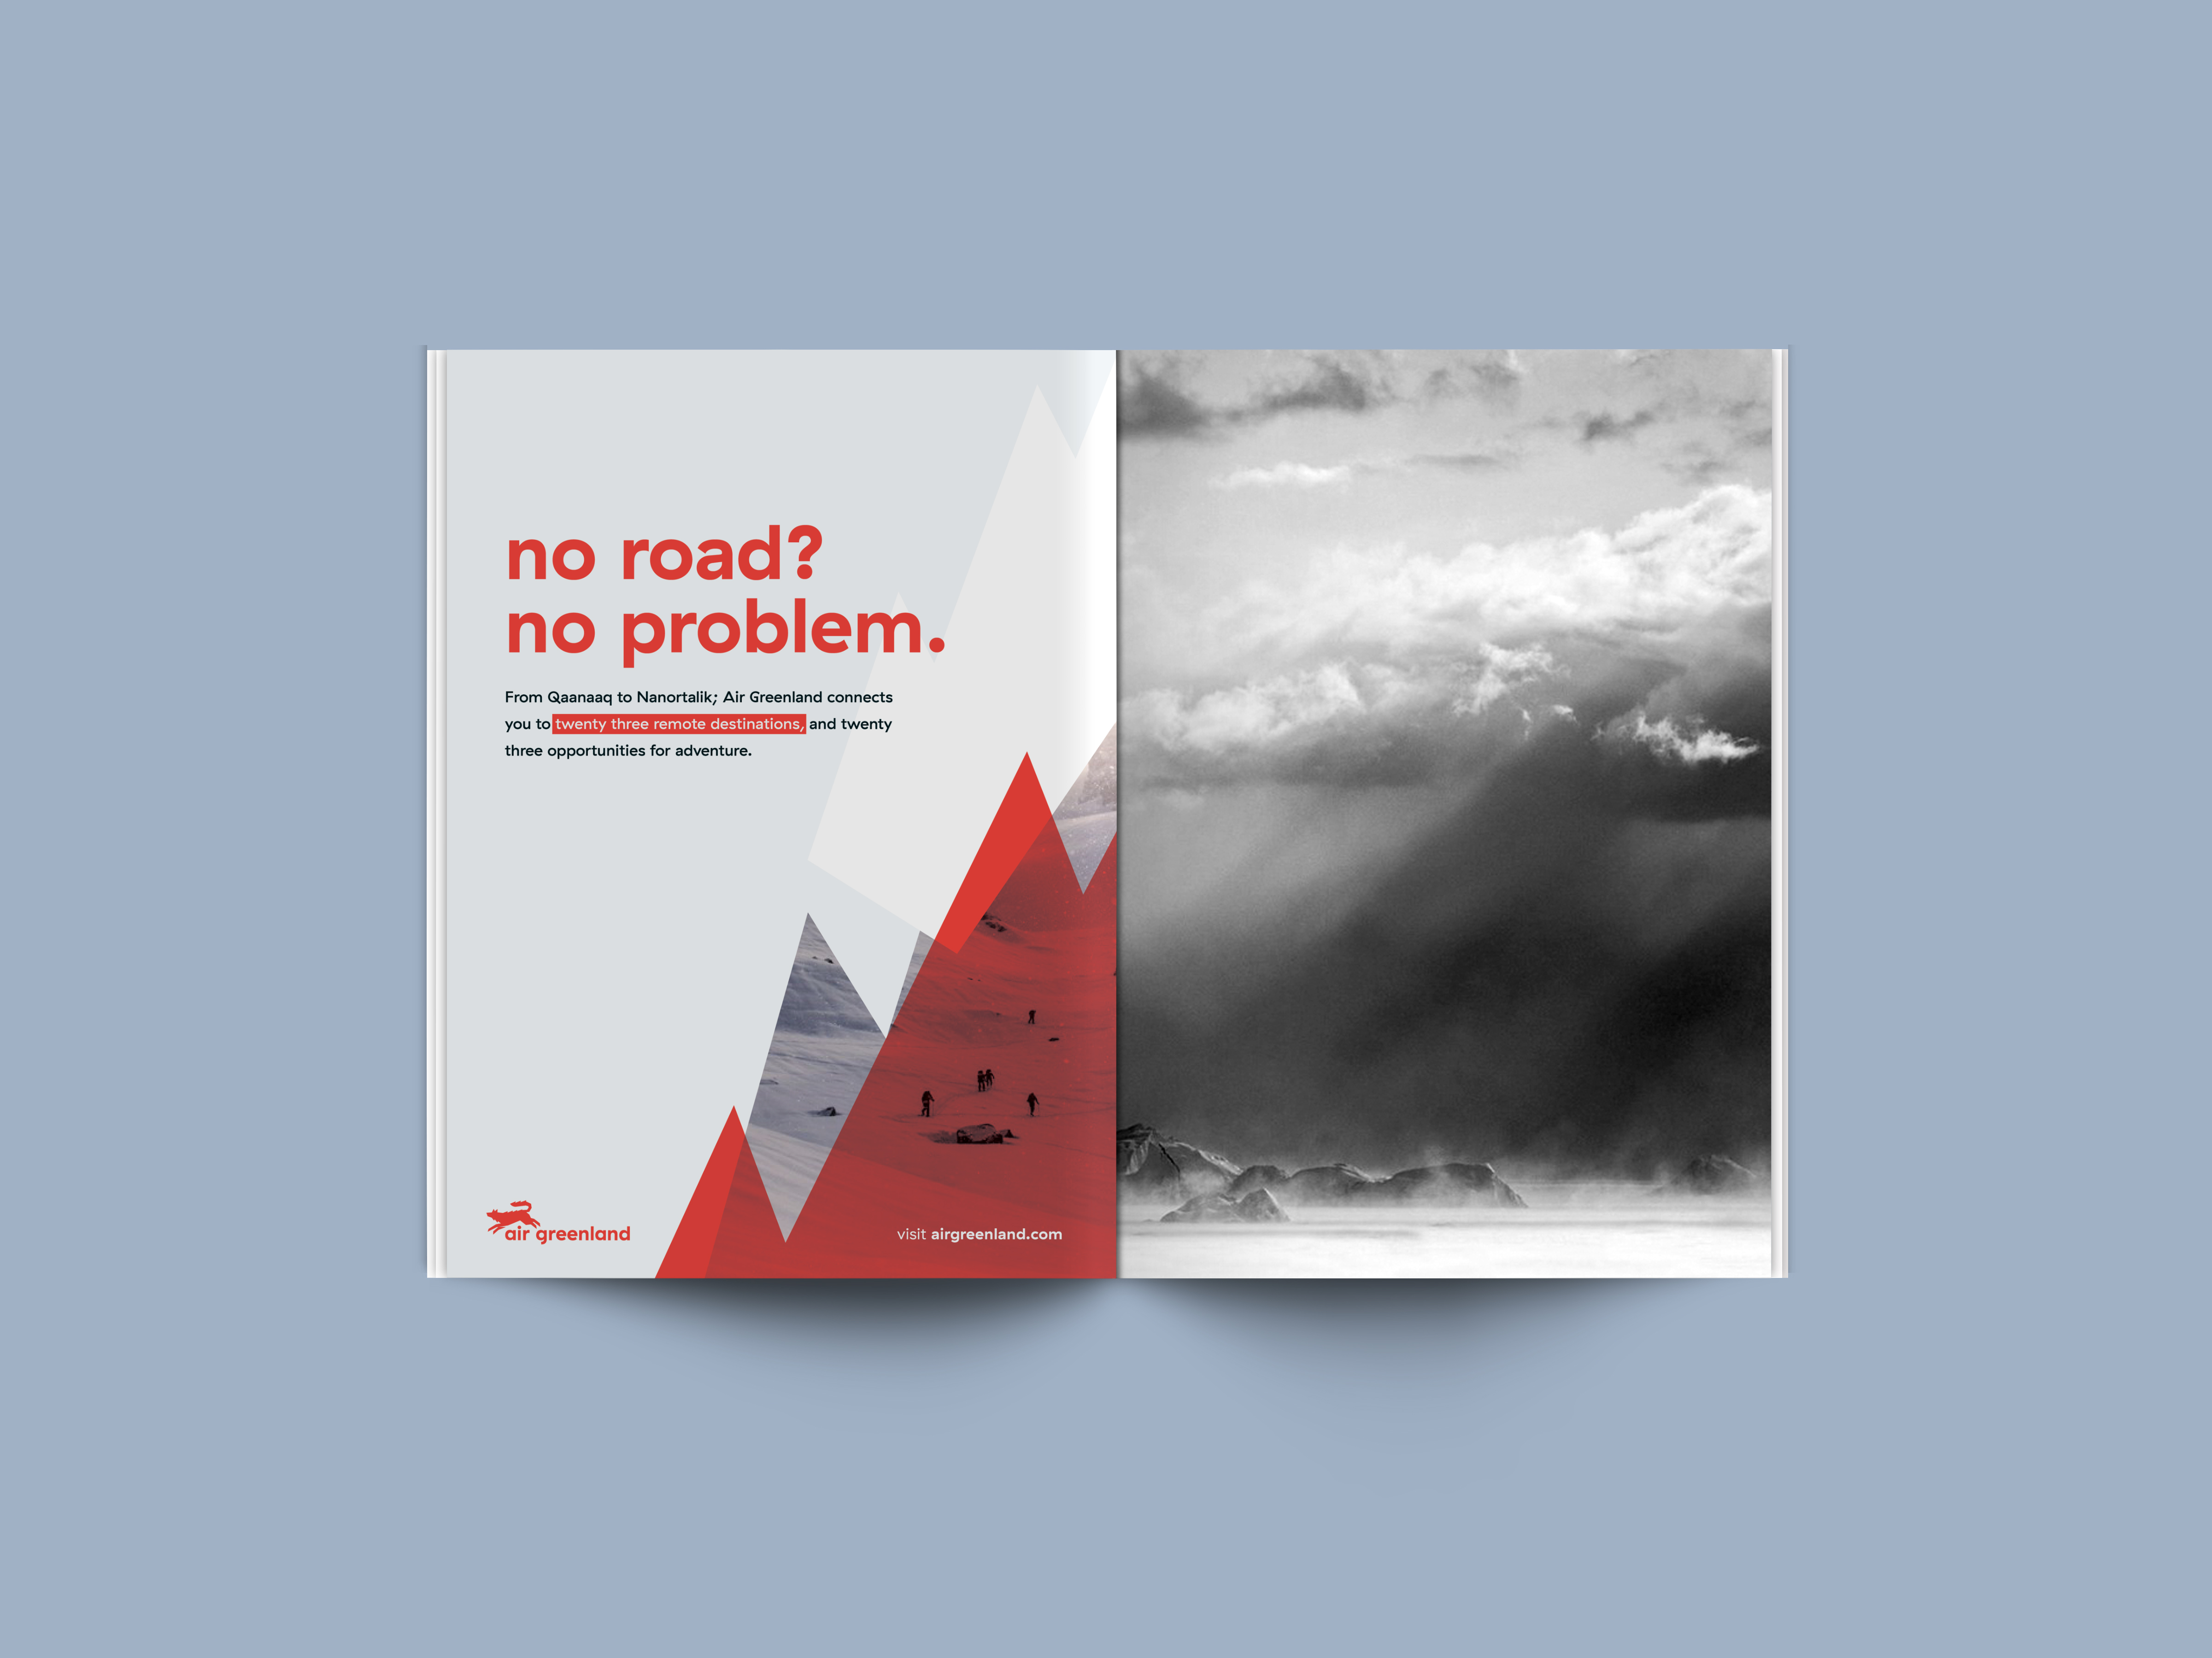 no road?
no problem.
From Qaanaaq to Nanortalik; Air Greenland connects
you to twenty three remote destinations, and twenty
three opportunities for adventure.
air greenland
visit airgreenland.com